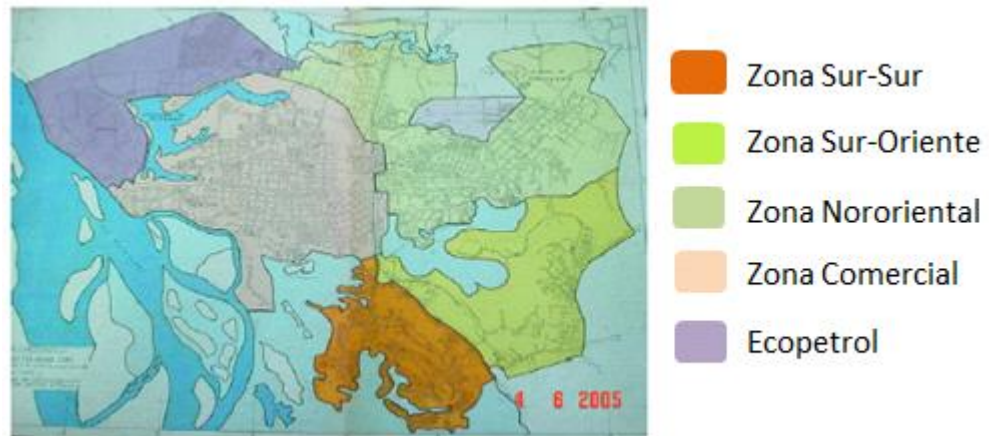 Zona Sur-Sur
Zona Sur-Oriente
Zona Nororiental
Zona Comercial
Ecopetrol
4 6 2005